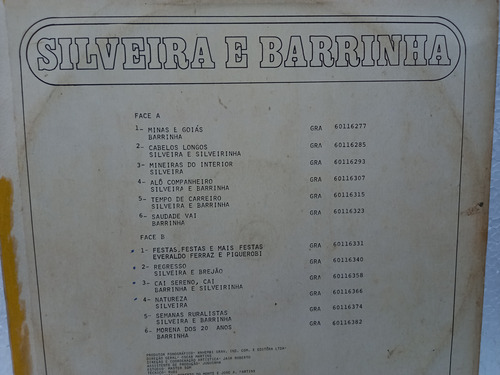 SILVEIRA E BARRINHA
FACE A
1- MINAS E GOIÁS GRA 60116277
BARRINHA
2- CABELOS LONGOS GRA 60116285
SILVEIRA E SILVEIRINHA
3- MINEIRAS DO INTERIOR GRA 60116293
SILVEIRA
4- ALÔ COMPANHEIRO GRA 60116307
SILVEIRA E BARRINHA
5- TEMPO DE CARREIRO GRA 60116315
SILVEIRA E BARRINHA
6- SAUDADE VAI GRA 60116323
BARRINHA
FACE B
1- FESTAS.FESTAS E MAIS FESTAS GRA 60116331
EVERALDO FERRAZ E PIQUEROBI
2- REGRESSO GRA 60116340
SILVEIRA E BREJÃO
3- CAI SERENO, CAI GRA 60116358
BARRINHA E SILVEIRINHA
4- NATUREZA GRA 60116366
SILVEIRA
5- SEMANAS RURALISTAS GRA 60116374
SILVEIRA E BARRINHA
6- MORENA DOS 20 ANOS GRA 60116382
BARRINHA